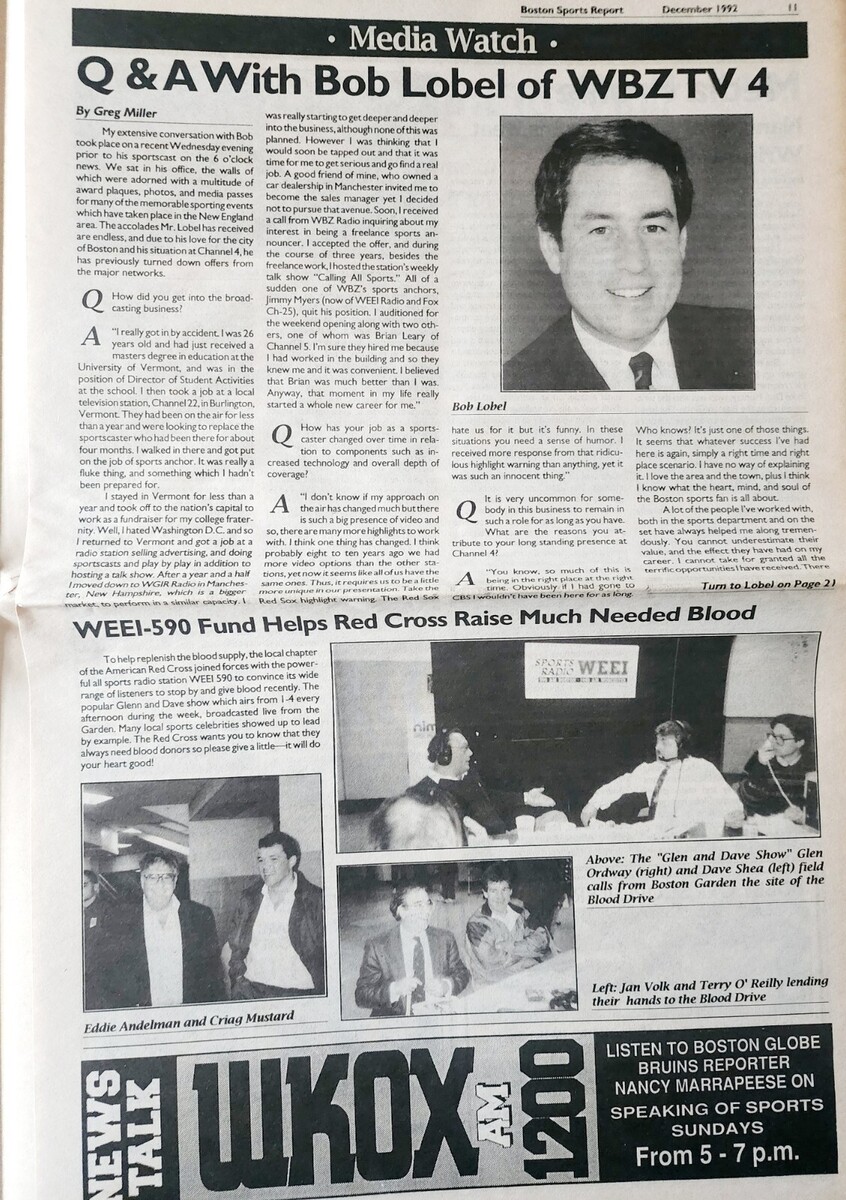 Boston Sports Report December 1992 11
· Media Watch ·
Q & A With Bob Lobel of WBZTV 4
By Greg Miller
My extensive conversation with Bob
took place on a recent Wednesday evening
prior to his sportscast on the 6 o'clock
news. We sat in his office, the walls of
which were adorned with a multitude of
award plaques, photos, and media passes
for many of the memorable sporting events
which have taken place in the New England
area. The accolades Mr. Lobel has received
are endless, and due to his love for the city
of Boston and his situation at Channel 4, he
has previously turned down offers from
the major networks.
Q How did you get into the broad-
casting business?
A "I really got in by accident. I was 26
years old and had just received a
masters degree in education at the
University of Vermont, and was in the
position of Director of Student Activities
at the school. I then took a job at a local
television station, Channel 22, in Burlington,
Vermont. They had been on the air for less
than a year and were looking to replace the
sportscaster who had been there for about
four months. I walked in there and got put
on the job of sports anchor. It was really a
fluke thing, and something which I hadn't
been prepared for.
I stayed in Vermont for less than a
year and took off to the nation's capital to
work as a fundraiser for my college frater-
nity. Well, I hated Washington D.C. and so
I returned to Vermont and got a job at a
radio station selling advertising, and doing
sportscasts and play by play in addition to
hosting a talk show. After a year and a half
I moved down to WGIR Radio in Manches-
ter, New Hampshire, which is a bigger
market, to perform in a similar capacity. I
was really starting to get deeper and deeper
into the business, although none of this was
planned. However I was thinking that I
would soon be tapped out and that it was
time for me to get serious and go find a real
job. A good friend of mine, who owned a
car dealership in Manchester invited me to
become the sales manager yet I decided
not to pursue that avenue. Soon, I received
a call from WBZ Radio inquiring about my
interest in being a freelance sports an-
nouncer. I accepted the offer, and during
the course of three years, besides the
freelance work, I hosted the station's weekly
talk show "Calling All Sports." All of a
sudden one of WBZ's sports anchors,
Jimmy Myers (now of WEEI Radio and Fox
Ch-25), quit his position. I auditioned for
the weekend opening along with two oth-
ers, one of whom was Brian Leary of
Channel 5. I'm sure they hired me because
I had worked in the building and so they
knew me and it was convenient. I believed
that Brian was much better than I was.
Anyway, that moment in my life really
started a whole new career for me."
Q How has your job as a sports-
caster changed over time in rela-
tion to components such as in-
creased technology and overall depth of
coverage?
A "I don't know if my approach on
the air has changed much but there
is such a big presence of video and
so, there are many more highlights to work
with. I think one thing has changed. I think
probably eight to ten years ago we had
more video options than the other sta-
tions, yet now it seems like all of us have the
same ones. Thus, it requires us to be a little
more unique in our presentation. Take the
Red Sox highlight warning. The Red Sox
Bob Lobel
hate us for it but it's funny. In these
situations you need a sense of humor. I
received more response from that ridicu-
lous highlight warning than anything, yet it
was such an innocent thing."
Q It is very uncommon for some-
body in this business to remain in
such a role for as long as you have.
What are the reasons you at-
tribute to your long standing presence at
Channel 4?
A "You know, so much of this is
being in the right place at the right
time. Obviously if I had gone to
CBS I wouldn't have been here for as long.
Who knows? It's just one of those things.
It seems that whatever success I've had
here is again, simply a right time and right
place scenario. I have no way of explaining
it. I love the area and the town, plus I think
I know what the heart, mind, and soul of
the Boston sports fan is all about.
A lot of the people I've worked with,
both in the sports department and on the
set have always helped me along tremen-
dously. You cannot underestimate their
value, and the effect they have had on my
career. I cannot take for granted all the
terrific opportunities I have received. There
Turn to Lobel on Page 21
WEEI-590 Fund Helps Red Cross Raise Much Needed Blood
To help replenish the blood supply, the local chapter
of the American Red Cross joined forces with the power-
ful all sports radio station WEEI 590 to convince its wide
range of listeners to stop by and give blood recently. The
popular Glenn and Dave show which airs from 1-4 every
afternoon during the week, broadcasted live from the
Garden. Many local sports celebrities showed up to lead
by example. The Red Cross wants you to know that they
always need blood donors so please give a little—it will do
your heart good!
SPORTS
RADIO WEEI
Eddie Andelman and Criag Mustard
Above: The "Glen and Dave Show" Glen
Ordway (right) and Dave Shea (left) field
calls from Boston Garden the site of the
Blood Drive
Left: Jan Volk and Terry O' Reilly lending
their hands to the Blood Drive
NEWS
TALK
WKOX
AM
1200
LISTEN TO BOSTON GLOBE
BRUINS REPORTER
NANCY MARRAPEESE ON
SPEAKING OF SPORTS
SUNDAYS
From 5 - 7 p.m.